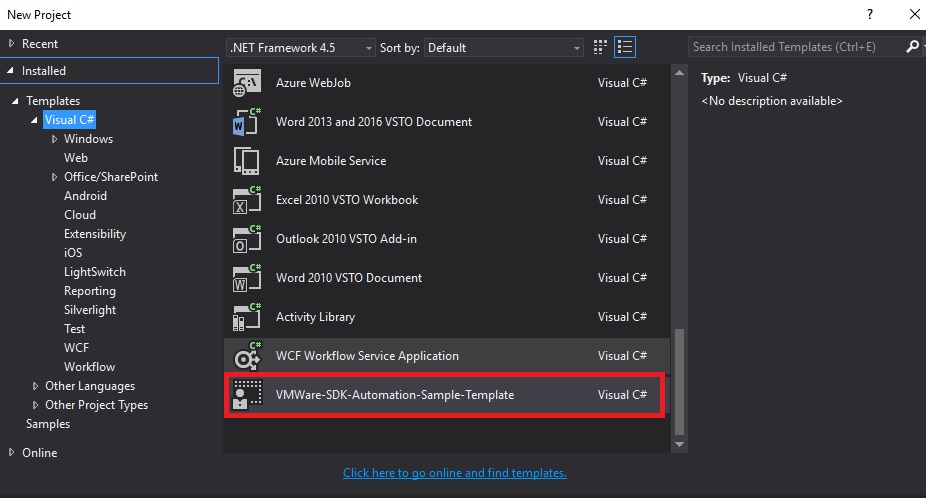 New Project
?
Recent
.NET Framework 4.5
Sort by:
Default
Search Installed Templates (Ctrl+E)
Installed
Templates
Visual C#
Windows
Web
Office/SharePoint
Android
Cloud
Extensibility
iOS
LightSwitch
Reporting
Silverlight
Test
WCF
Workflow
Other Languages
Other Project Types
Samples
Online
Azure WebJob Visual C#
Word 2013 and 2016 VSTO Document Visual C#
Azure Mobile Service Visual C#
Excel 2010 VSTO Workbook Visual C#
Outlook 2010 VSTO Add-in Visual C#
Word 2010 VSTO Document Visual C#
Activity Library Visual C#
WCF Workflow Service Application Visual C#
VMWare-SDK-Automation-Sample-Template Visual C#
Click here to go online and find templates.
Type: Visual C#
<No description available>